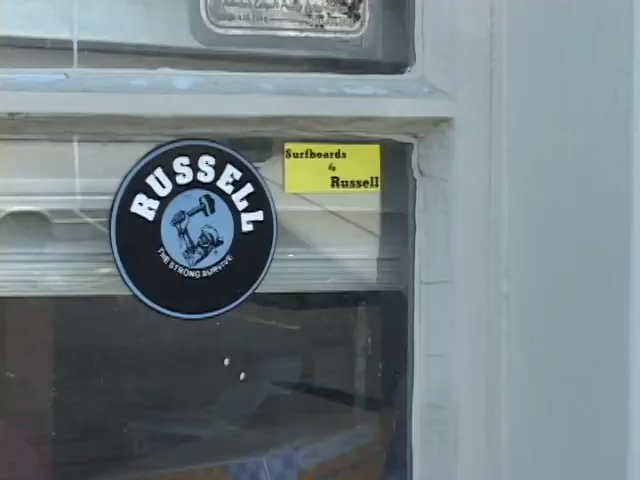 RUSSELL
THE STRONG SURVIVE
Surfboards
by
Russell